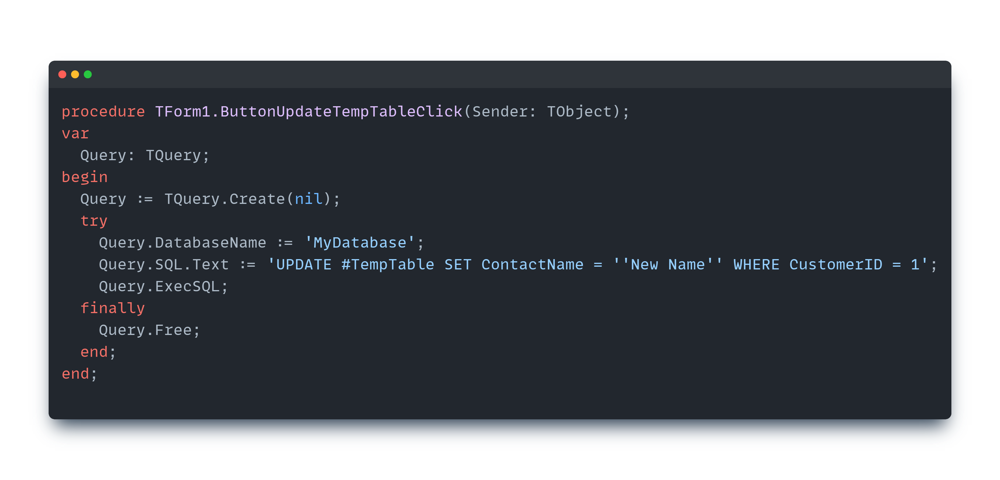 procedure TForm1.ButtonUpdateTempTableClick(Sender: TObject);
var
  Query: TQuery;
begin
  Query := TQuery.Create(nil);
  try
    Query.DatabaseName := 'MyDatabase';
    Query.SQL.Text := 'UPDATE #TempTable SET ContactName = ''New Name'' WHERE CustomerID = 1';
    Query.ExecSQL;
  finally
    Query.Free;
  end;
end;